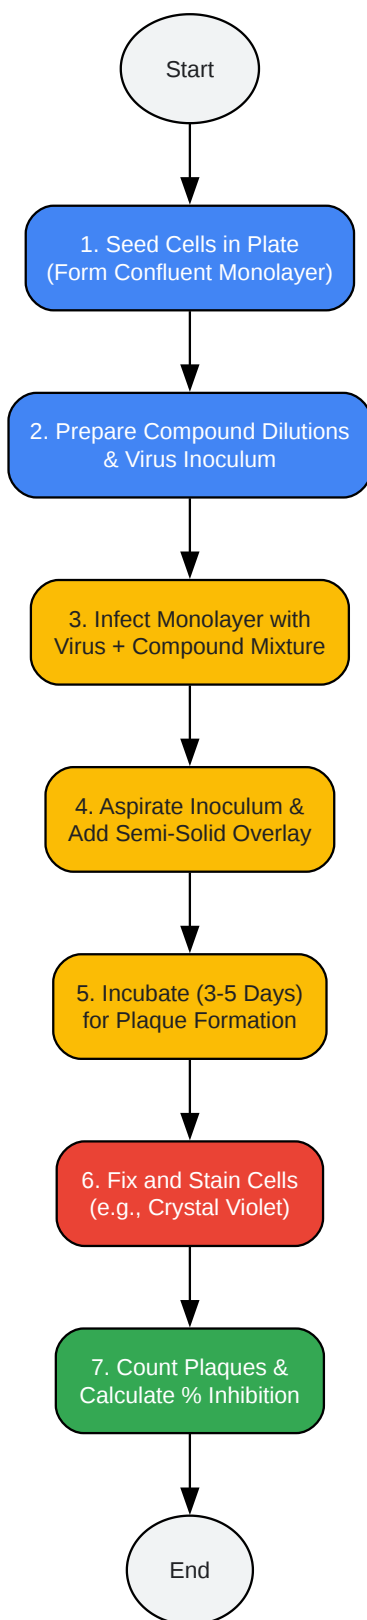 Start
1. Seed Cells in Plate
(Form Confluent Monolayer)
2. Prepare Compound Dilutions
& Virus Inoculum
3. Infect Monolayer with
Virus + Compound Mixture
4. Aspirate Inoculum &
Add Semi-Solid Overlay
5. Incubate (3-5 Days)
for Plaque Formation
6. Fix and Stain Cells
(e.g., Crystal Violet)
7. Count Plaques &
Calculate % Inhibition
End